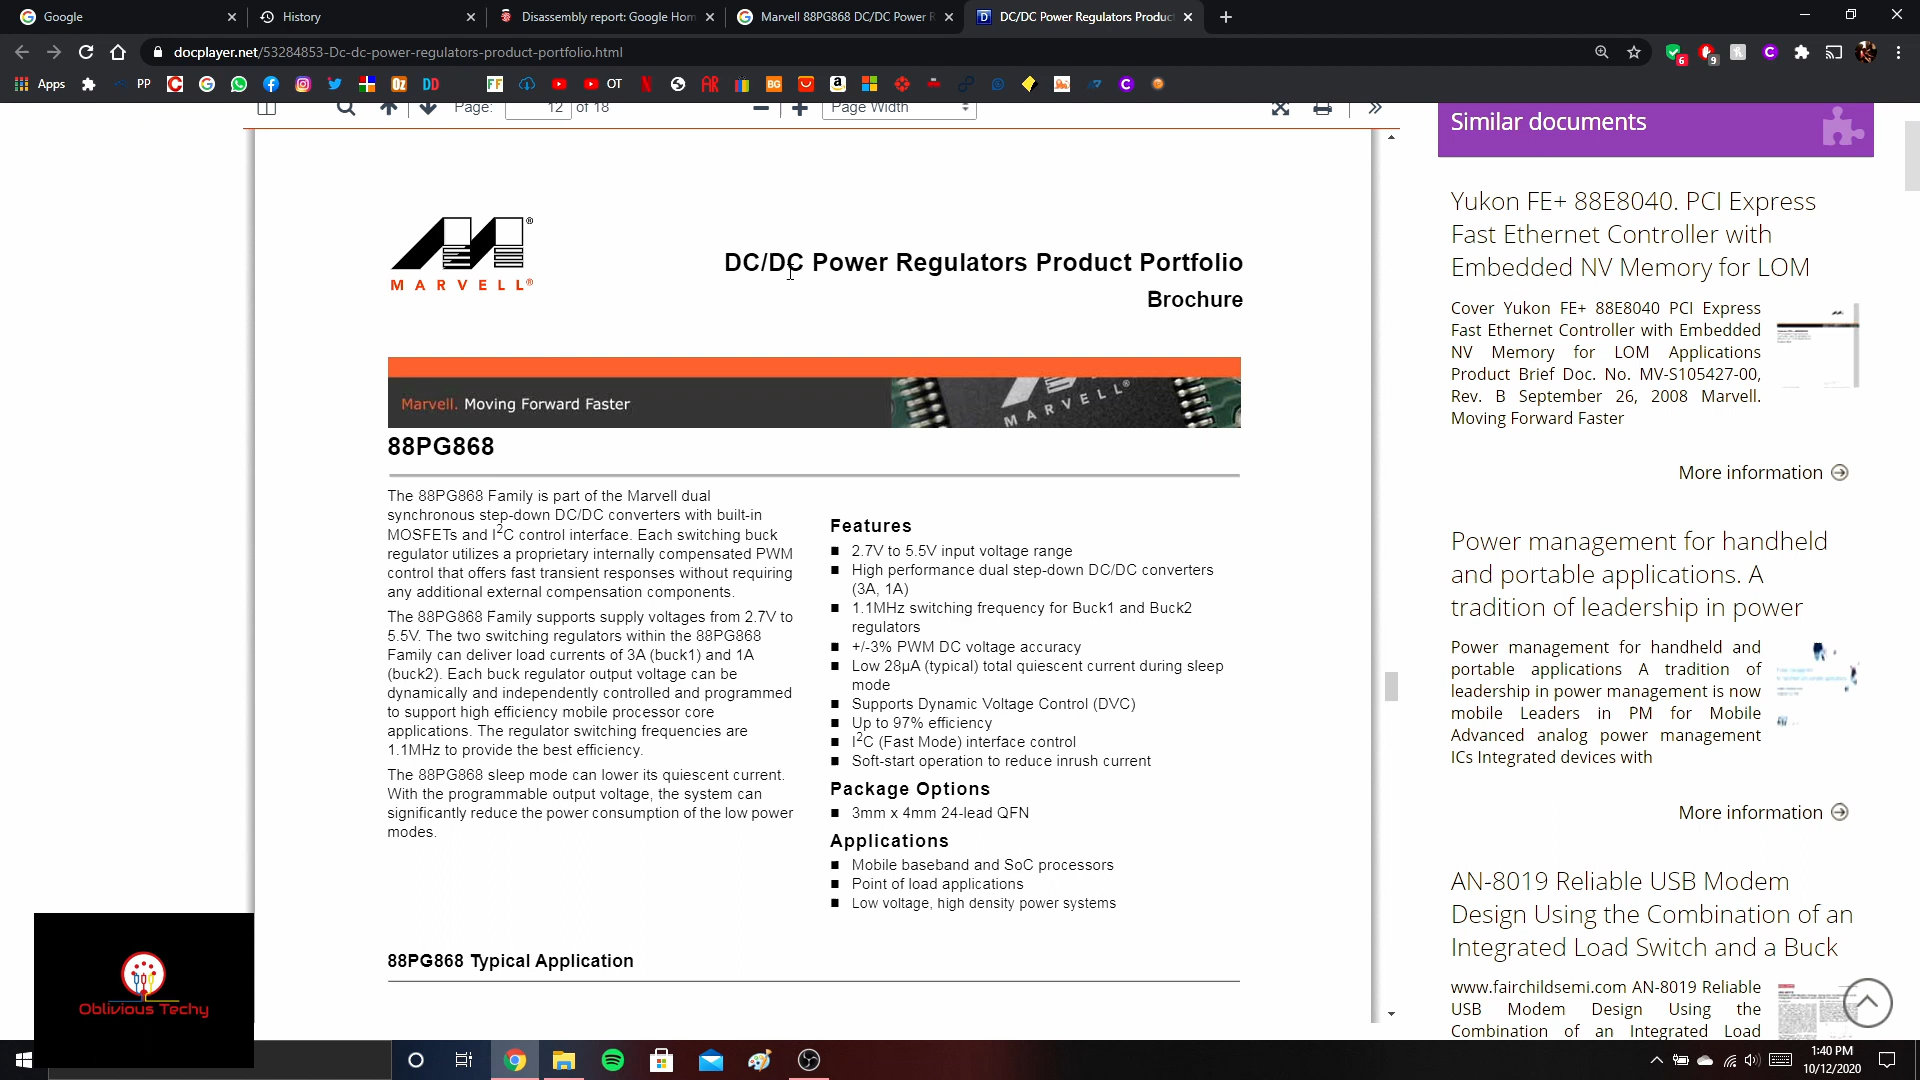 Google
History
Disassembly report: Google Hom
Marvell 88PG868 DC/DC Power R
DC/DC Power Regulators Product
docplayer.net/53284853-Dc-dc-power-regulators-product-portfolio.html
6
9
Apps
PP
OZ
DD
FF
OT
AR
BG
Page: 12 of 18
Page Width
MARVELL®
DC/DC Power Regulators Product Portfolio
Brochure
Marvell. Moving Forward Faster
MARVELL®
88PG868
The 88PG868 Family is part of the Marvell dual
synchronous step-down DC/DC converters with built-in
MOSFETs and I2C control interface. Each switching buck
regulator utilizes a proprietary internally compensated PWM
control that offers fast transient responses without requiring
any additional external compensation components.
The 88PG868 Family supports supply voltages from 2.7V to
5.5V. The two switching regulators within the 88PG868
Family can deliver load currents of 3A (buck1) and 1A
(buck2). Each buck regulator output voltage can be
dynamically and independently controlled and programmed
to support high efficiency mobile processor core
applications. The regulator switching frequencies are
1.1MHz to provide the best efficiency.
The 88PG868 sleep mode can lower its quiescent current.
With the programmable output voltage, the system can
significantly reduce the power consumption of the low power
modes.
Features
2.7V to 5.5V input voltage range
High performance dual step-down DC/DC converters
(3A, 1A)
1.1MHz switching frequency for Buck1 and Buck2
regulators
+/-3% PWM DC voltage accuracy
Low 28µA (typical) total quiescent current during sleep
mode
Supports Dynamic Voltage Control (DVC)
Up to 97% efficiency
I2C (Fast Mode) interface control
Soft-start operation to reduce inrush current
Package Options
3mm x 4mm 24-lead QFN
Applications
Mobile baseband and SoC processors
Point of load applications
Low voltage, high density power systems
88PG868 Typical Application
Similar documents
Yukon FE+ 88E8040. PCI Express
Fast Ethernet Controller with
Embedded NV Memory for LOM
Cover Yukon FE+ 88E8040 PCI Express
Fast Ethernet Controller with Embedded
NV Memory for LOM Applications
Product Brief Doc. No. MV-S105427-00,
Rev. B September 26, 2008 Marvell.
Moving Forward Faster
More information
Power management for handheld
and portable applications. A
tradition of leadership in power
Power management for handheld and
portable applications A tradition of
leadership in power management is now
mobile Leaders in PM for Mobile
Advanced analog power management
ICs Integrated devices with
More information
AN-8019 Reliable USB Modem
Design Using the Combination of an
Integrated Load Switch and a Buck
www.fairchildsemi.com AN-8019 Reliable
USB Modem Design Using the
Combination of an Integrated Load
Oblivious Techy
1:40 PM
10/12/2020